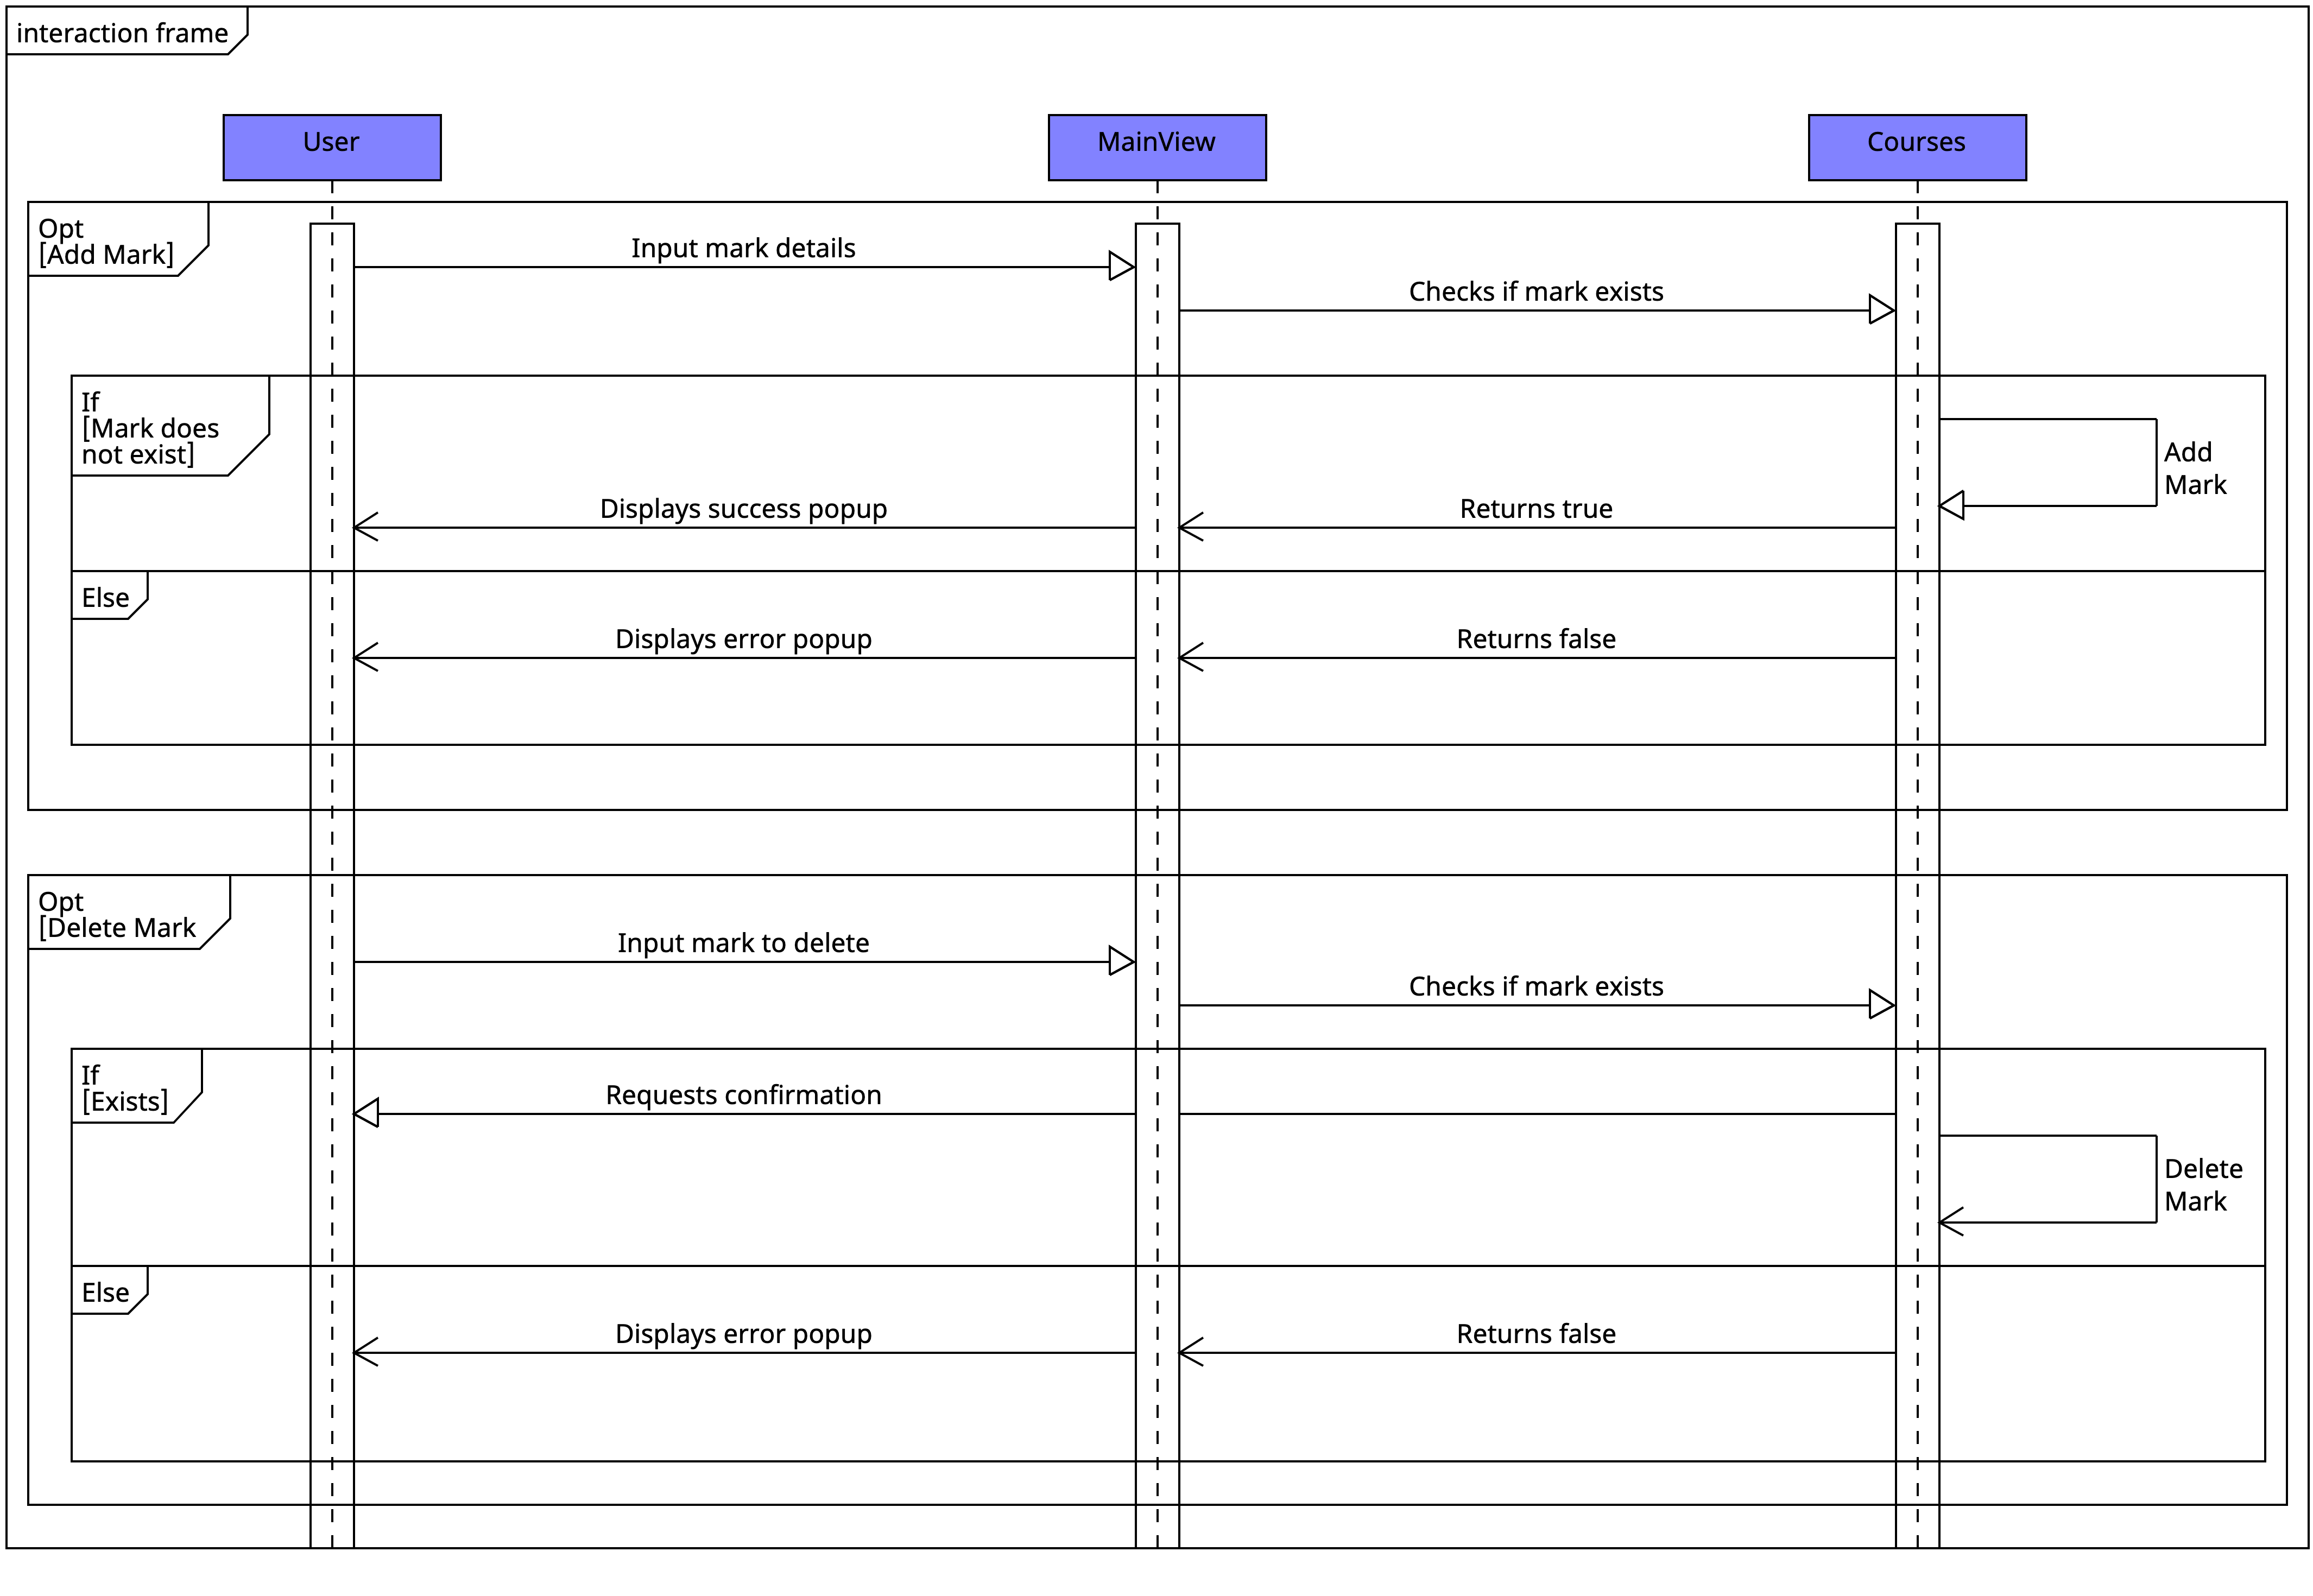 interaction frame
User
MainView
Courses
Opt
[Add Mark]
Input mark details
Checks if mark exists
If
[Mark does
not exist]
Add
Mark
Displays success popup
Returns true
Else
Displays error popup
Returns false
Opt
[Delete Mark
Input mark to delete
Checks if mark exists
If
[Exists]
Requests confirmation
Delete
Mark
Else
Displays error popup
Returns false